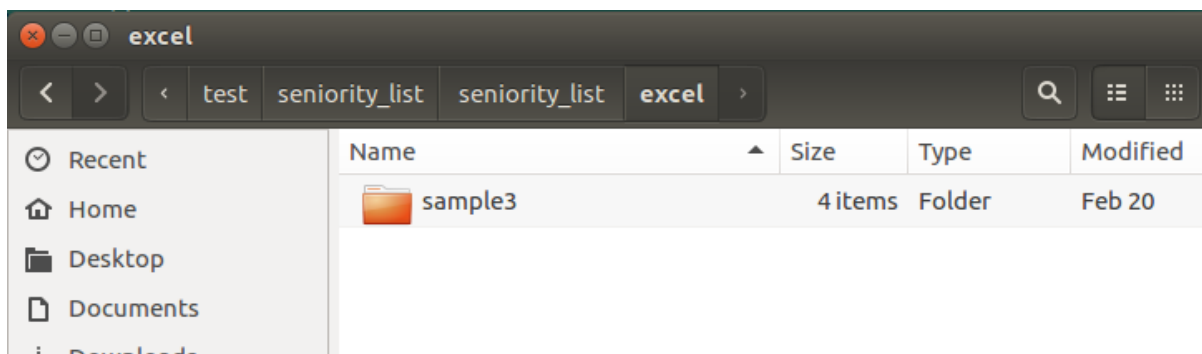 excel
test seniority_list seniority_list excel
Recent
Name Size Type Modified
Home
sample3 4 items Folder Feb 20
Desktop
Documents
Downloads